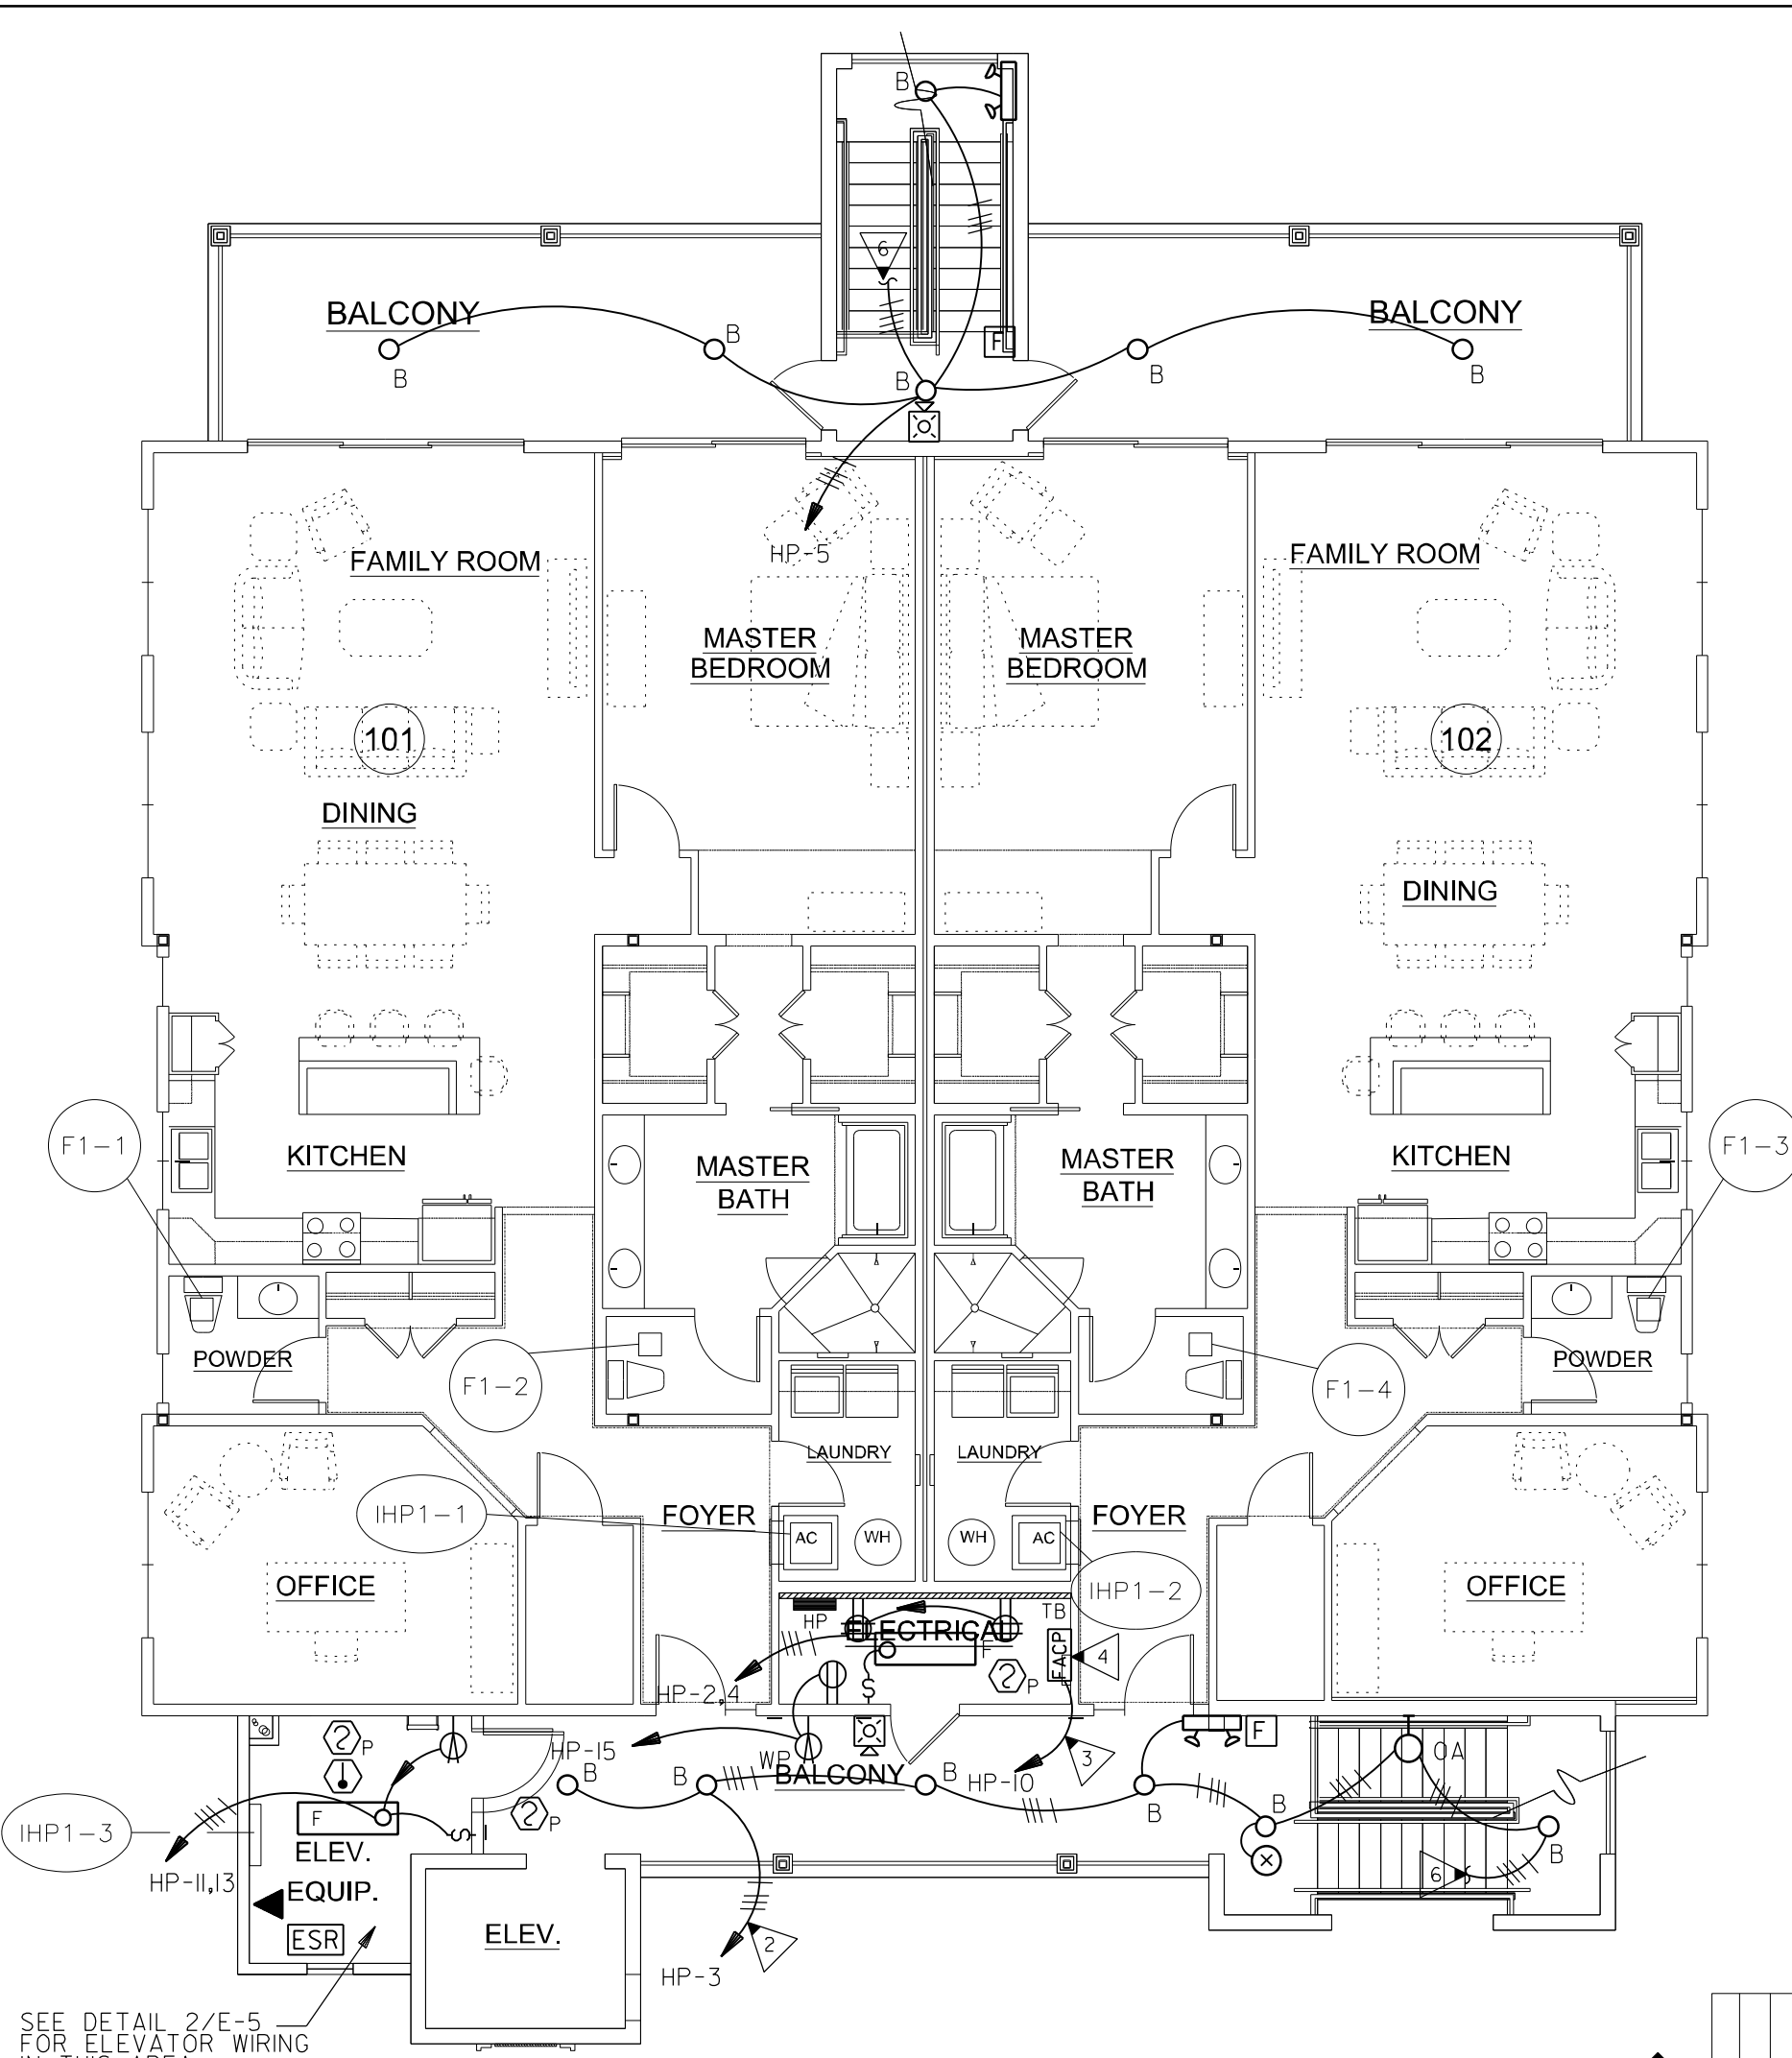 B
6
BALCONY
BALCONY
B
F
B
B
B
B
HP-5
FAMILY ROOM
FAMILY ROOM
MASTER
BEDROOM
MASTER
BEDROOM
101
102
DINING
DINING
F1-1
KITCHEN
MASTER
BATH
MASTER
BATH
KITCHEN
F1-3
POWDER
F1-2
F1-4
POWDER
LAUNDRY
LAUNDRY
IHP1-1
FOYER
AC
WH
WH
AC
FOYER
OFFICE
IHP1-2
OFFICE
HP
TB
ELECTRICAL
F
FACP
4
HP-2,4
S
P
P
HP-15
WP
B
B
BALCONY
B
HP-10
3
B
F
OA
B
B
P
IHP1-3
F
S
ELEV.
EQUIP.
HP-11,13
ESR
ELEV.
6
2
HP-3
SEE DETAIL 2/E-5
FOR ELEVATOR WIRING